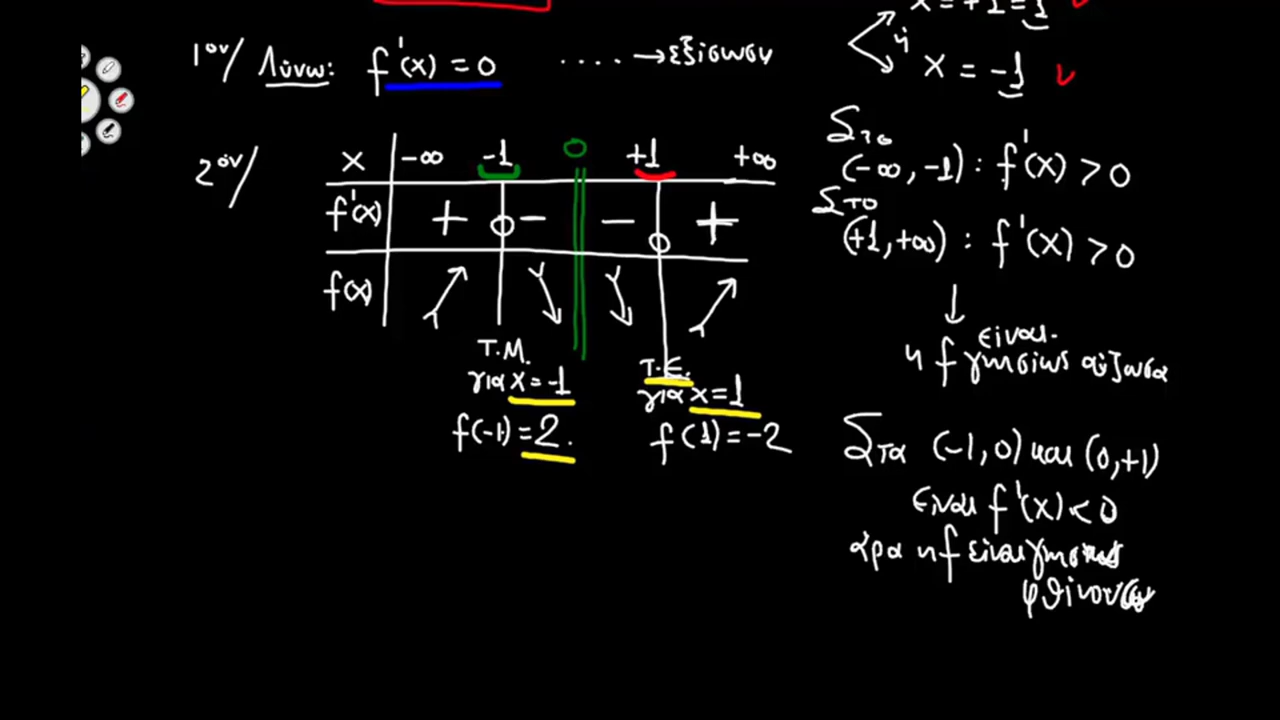 1ον/ Λύνω: f'(x) = 0 ....→ εξίσωση
2ον/
x -∞ -1 0 +1 +∞
f'(x) + 0 - - 0 +
f(x) ↗ ↘ ↘ ↗
Τ.Μ. Τ.Ε.
για x = -1 για x = 1
f(-1) = 2. f(1) = -2
x = +1 = 1 ✓
ή
x = -1 ✓
Στο
(-∞, -1) : f'(x) > 0
Στο
(+1, +∞) : f'(x) > 0
↓
είναι
η f γνησίως αύξουσα
Στα (-1, 0) και (0, +1)
είναι f'(x) < 0
άρα η f είναι γνησίως
φθίνουσα